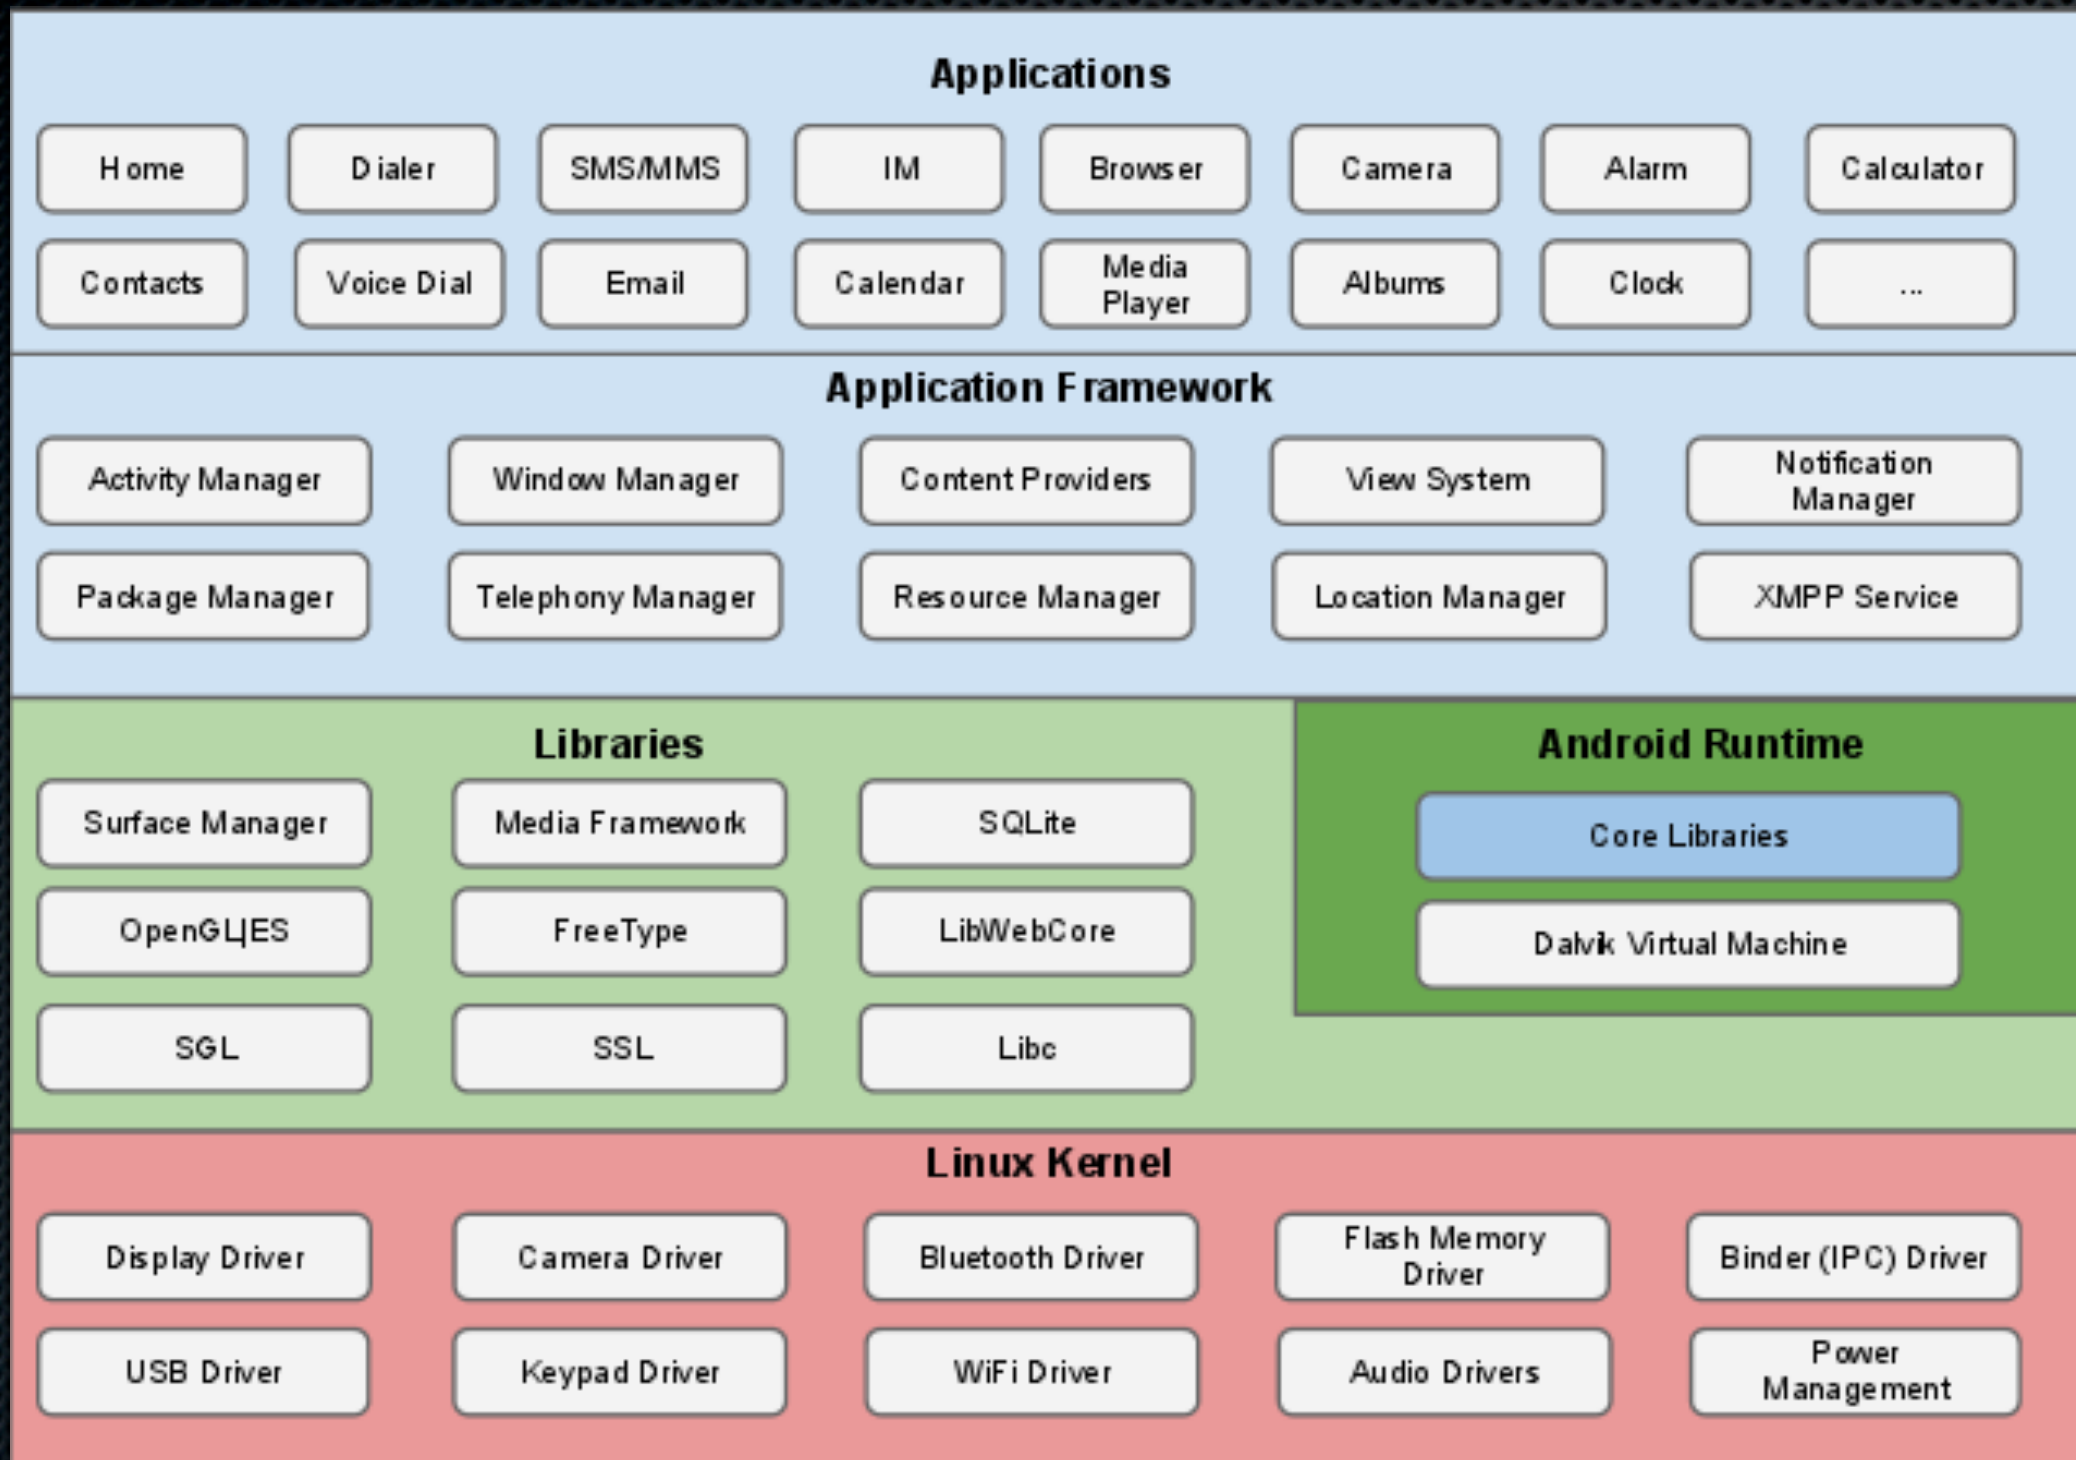 Applications
Home
Dialer
SMS/MMS
IM
Browser
Camera
Alarm
Calculator
Contacts
Voice Dial
Email
Calendar
Media
Player
Albums
Clock
...
Application Framework
Activity Manager
Window Manager
Content Providers
View System
Notification
Manager
Package Manager
Telephony Manager
Resource Manager
Location Manager
XMPP Service
Libraries
Surface Manager
Media Framework
SQLite
OpenGL|ES
FreeType
LibWebCore
SGL
SSL
Libc
Android Runtime
Core Libraries
Dalvik Virtual Machine
Linux Kernel
Display Driver
Camera Driver
Bluetooth Driver
Flash Memory
Driver
Binder (IPC) Driver
USB Driver
Keypad Driver
WiFi Driver
Audio Drivers
Power
Management